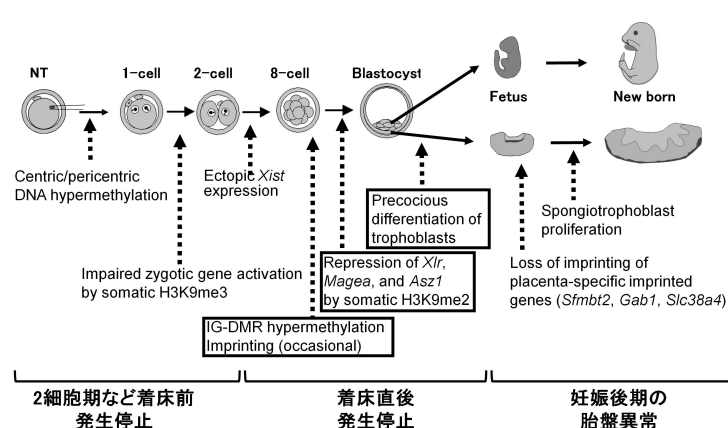 NT
1-cell
2-cell
8-cell
Blastocyst
Fetus
New born
Centric/pericentric
DNA hypermethylation
Ectopic Xist
expression
Precocious
differentiation of
trophoblasts
Spongiotrophoblast
proliferation
Impaired zygotic gene activation
by somatic H3K9me3
Repression of Xlr,
Magea, and Asz1
by somatic H3K9me2
Loss of imprinting of
placenta-specific imprinted
genes (Sfmbt2, Gab1, Slc38a4)
IG-DMR hypermethylation
Imprinting (occasional)
2細胞期など着床前
発生停止
着床直後
発生停止
妊娠後期の
胎盤異常